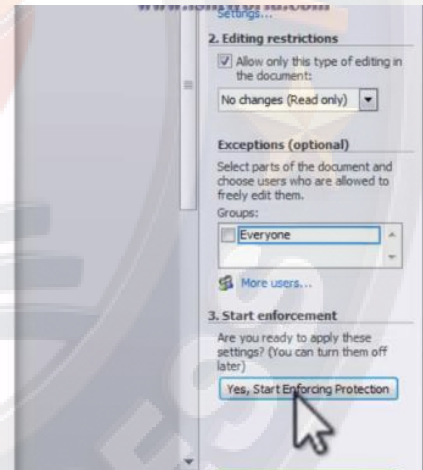 Settings...
2. Editing restrictions
Allow only this type of editing in
the document:
No changes (Read only)
Exceptions (optional)
Select parts of the document and
choose users who are allowed to
freely edit them.
Groups:
Everyone
More users...
3. Start enforcement
Are you ready to apply these
settings? (You can turn them off
later)
Yes, Start Enforcing Protection